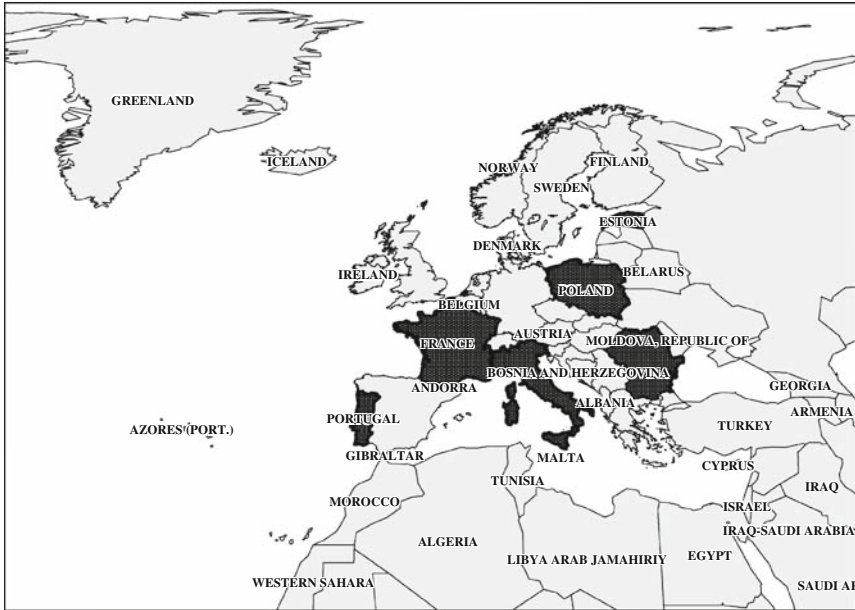 GREENLAND
ICELAND
NORWAY
FINLAND
SWEDEN
ESTONIA
DENMARK
IRELAND
BELARUS
POLAND
BELGIUM
AUSTRIA
MOLDOVA, REPUBLIC OF
FRANCE
BOSNIA AND HERZEGOVINA
ANDORRA
GEORGIA
ALBANIA
ARMENIA
PORTUGAL
TURKEY
AZORES (PORT.)
GIBRALTAR
MALTA
CYPRUS
IRAQ
TUNISIA
MOROCCO
ISRAEL
IRAQ-SAUDI ARABIA
ALGERIA
LIBYA ARAB JAMAHIRIY
EGYPT
WESTERN SAHARA
SAUDI AR